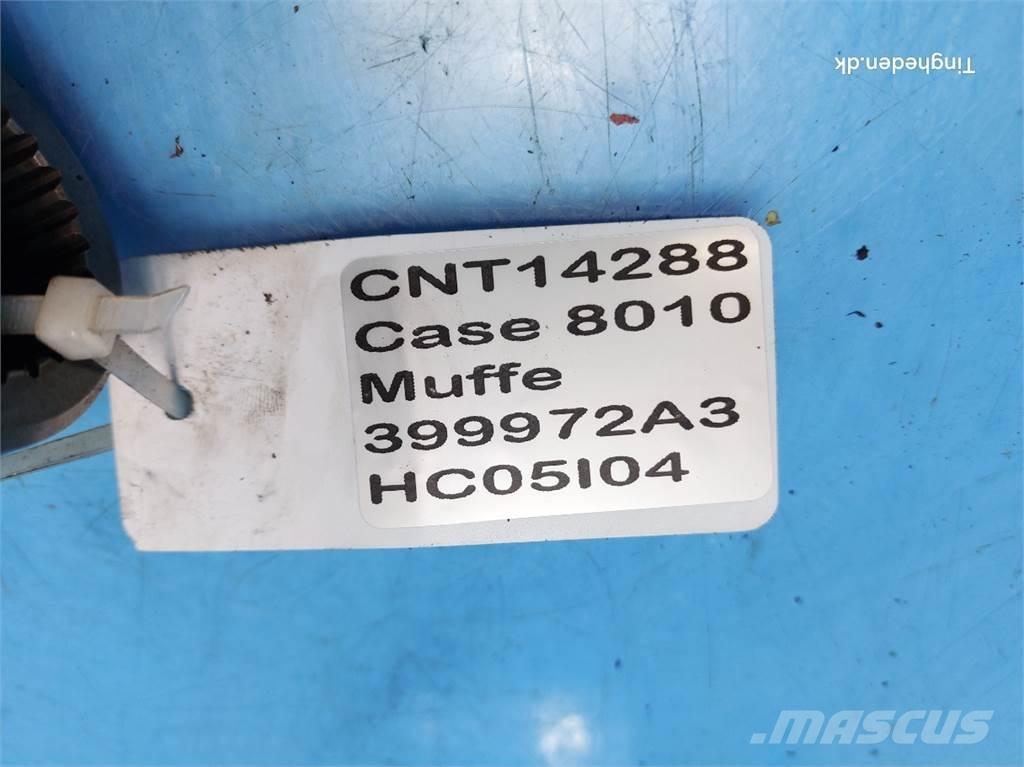 Tingheden.dk
CNT14288
Case 8010
Muffe
399972A3
HC05I04
MASCUS